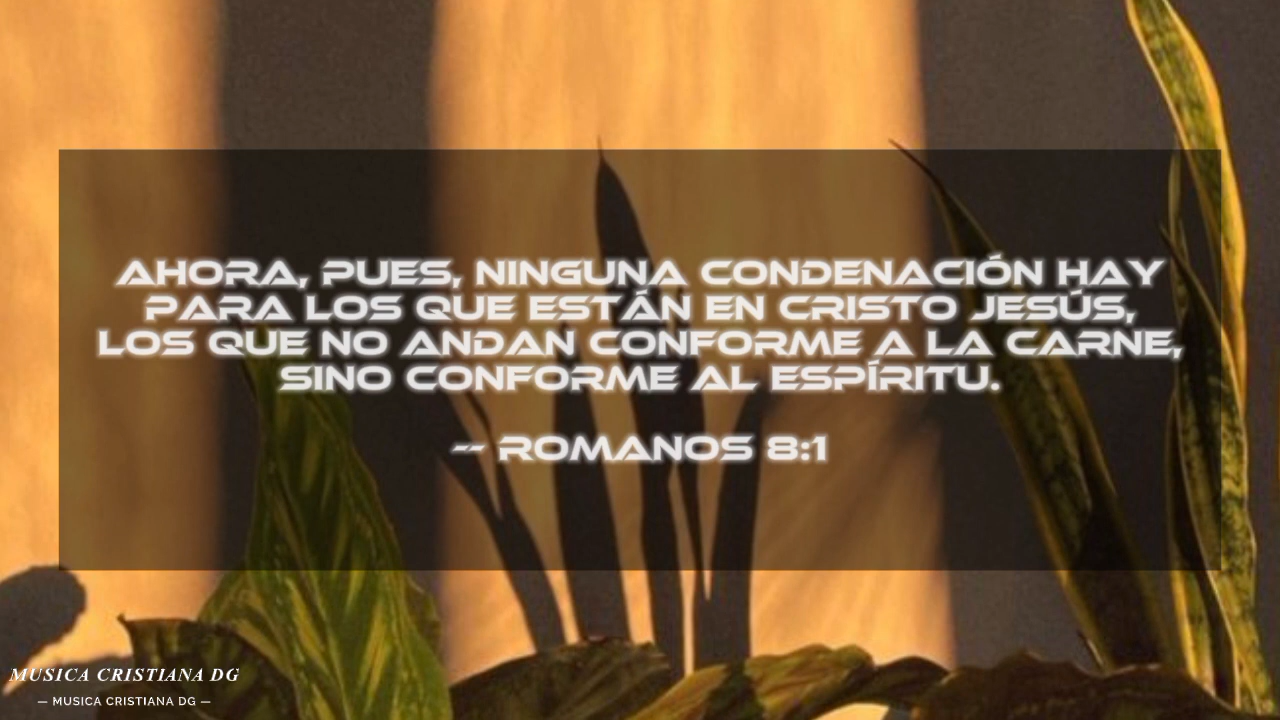 AHORA, PUES, NINGUNA CONDENACIÓN HAY
PARA LOS QUE ESTÁN EN CRISTO JESÚS,
LOS QUE NO ANDAN CONFORME A LA CARNE,
SINO CONFORME AL ESPÍRITU.
-- ROMANOS 8:1
MUSICA CRISTIANA DG
— MUSICA CRISTIANA DG —